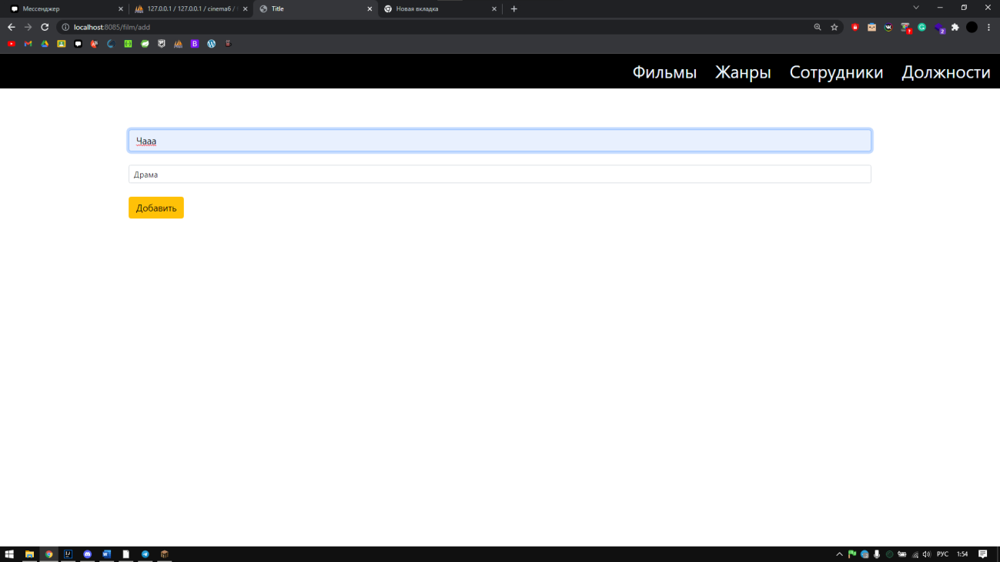 Мессенджер
127.0.0.1 / 127.0.0.1 / cinema6 /
Title
Новая вкладка
localhost:8085/film/add
Фильмы Жанры Сотрудники Должности
Чааа
Драма
Добавить
РУС 1:54